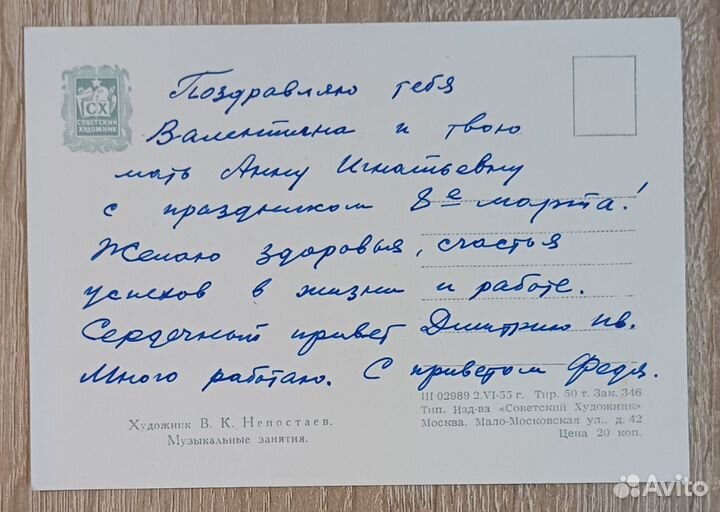 СХ
СОВЕТСКИЙ
ХУДОЖНИК
Поздравляю тебя
Валентина и твою
мать Анну Игнатьевну
с праздником 8е марта!
Желаю здоровья, счастья
успехов в жизни и работе.
Сердечный привет Дмитрию Ив.
Много работаю. С приветом Федя.
Художник В. К. Непостаев.
Музыкальные занятия.
Ш 02989 2.VI-55 г. Тир. 50 т. Зак. 346
Тип. Изд-ва «Советский Художник»
Москва. Мало-Московская ул., д. 42
Цена 20 коп.
Avito